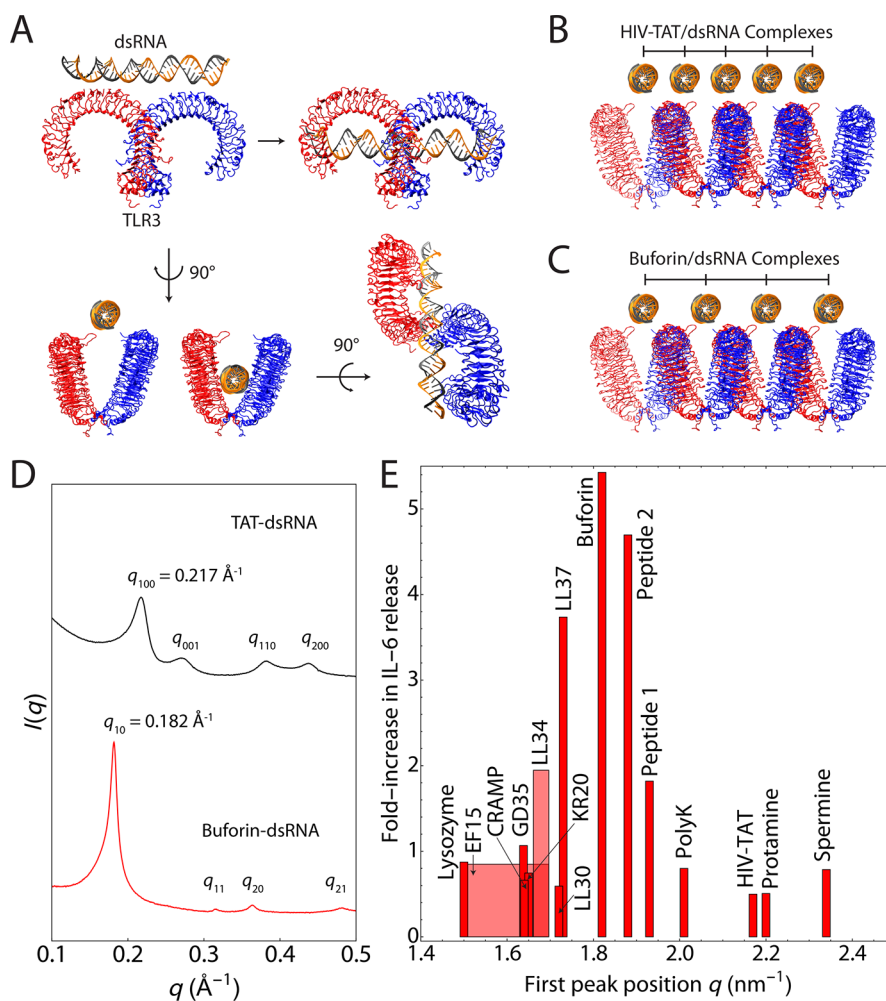 A
dsRNA
TLR3
90°
90°
B
HIV-TAT/dsRNA Complexes
C
Buforin/dsRNA Complexes
D
TAT-dsRNA
q100 = 0.217 Å-1
q001
q110
q200
q10 = 0.182 Å-1
Buforin-dsRNA
q11
q20
q21
I(q)
0.1
0.2
0.3
0.4
0.5
q (Å−1)
E
Fold−increase in IL−6 release
5
4
3
2
1
0
Lysozyme
EF15
CRAMP
GD35
LL34
KR20
LL30
LL37
Buforin
Peptide 2
Peptide 1
PolyK
HIV-TAT
Protamine
Spermine
1.4
1.6
1.8
2.0
2.2
2.4
First peak position q (nm−1)